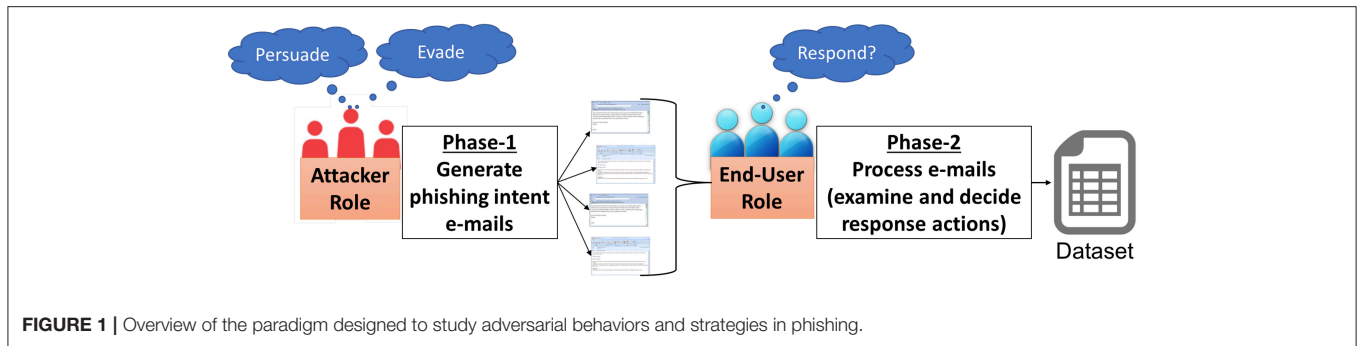 Persuade
Evade
Respond?
Attacker
Role
Phase-1
Generate
phishing intent
e-mails
End-User
Role
Phase-2
Process e-mails
(examine and decide
response actions)
Dataset
FIGURE 1 | Overview of the paradigm designed to study adversarial behaviors and strategies in phishing.